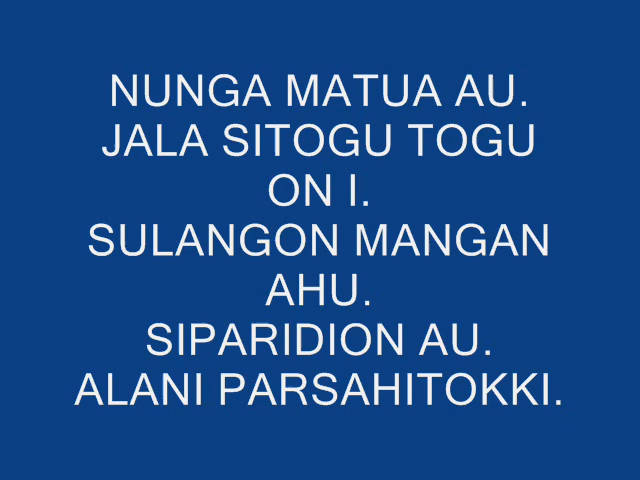 NUNGA MATUA AU.
JALA SITOGU TOGU
ON I.
SULANGON MANGAN
AHU.
SIPARIDION AU.
ALANI PARSAHITOKKI.